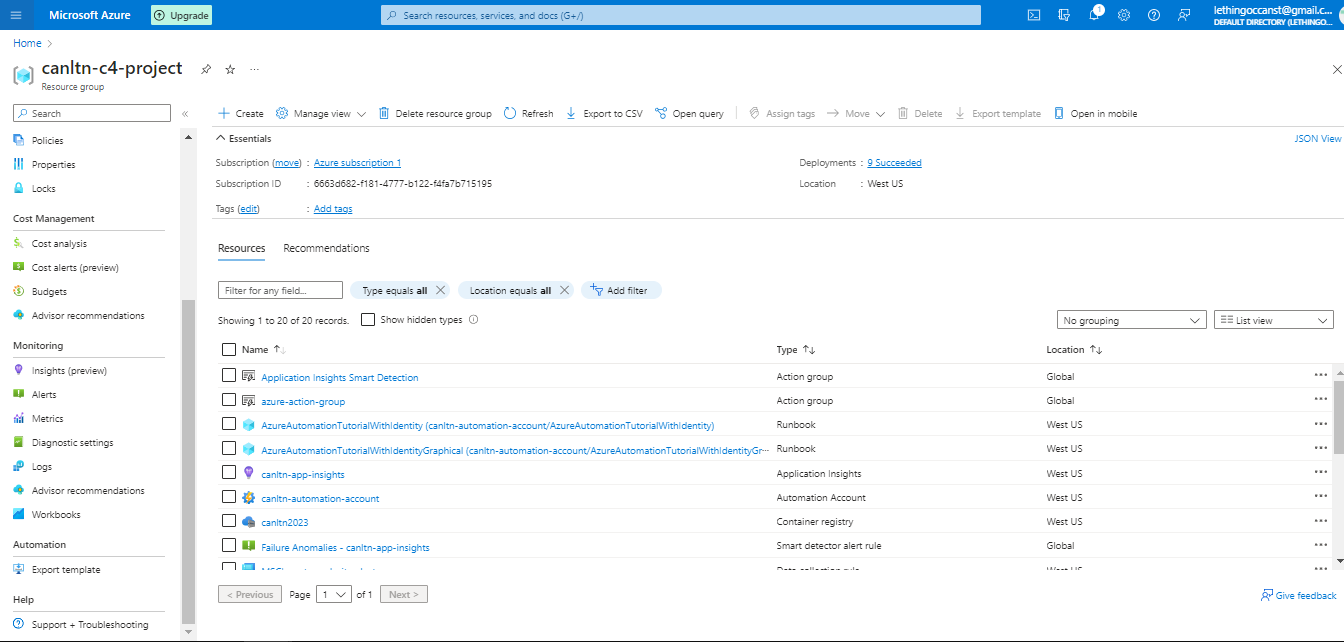 Microsoft Azure
Upgrade
Search resources, services, and docs (G+/)
1
lethingoccanst@gmail.c...
DEFAULT DIRECTORY (LETHINGO...
Home >
canltn-c4-project
Resource group
Search
Create
Manage view
Delete resource group
Refresh
Export to CSV
Open query
Assign tags
Move
Delete
Export template
Open in mobile
Policies
Properties
Locks
Cost Management
Cost analysis
Cost alerts (preview)
Budgets
Advisor recommendations
Monitoring
Insights (preview)
Alerts
Metrics
Diagnostic settings
Logs
Advisor recommendations
Workbooks
Automation
Export template
Help
Support + Troubleshooting
Essentials
JSON View
Subscription (move) : Azure subscription 1
Deployments : 9 Succeeded
Subscription ID : 6663d682-f181-4777-b122-f4fa7b715195
Location : West US
Tags (edit) : Add tags
Resources
Recommendations
Filter for any field...
Type equals all
Location equals all
Add filter
Showing 1 to 20 of 20 records.
Show hidden types
No grouping
List view
Name Type Location
Application Insights Smart Detection Action group Global
azure-action-group Action group Global
AzureAutomationTutorialWithIdentity (canltn-automation-account/AzureAutomationTutorialWithIdentity) Runbook West US
AzureAutomationTutorialWithIdentityGraphical (canltn-automation-account/AzureAutomationTutorialWithIdentityGr... Runbook West US
canltn-app-insights Application Insights West US
canltn-automation-account Automation Account West US
canltn2023 Container registry West US
Failure Anomalies - canltn-app-insights Smart detector alert rule Global
< Previous Page 1 of 1 Next >
Give feedback